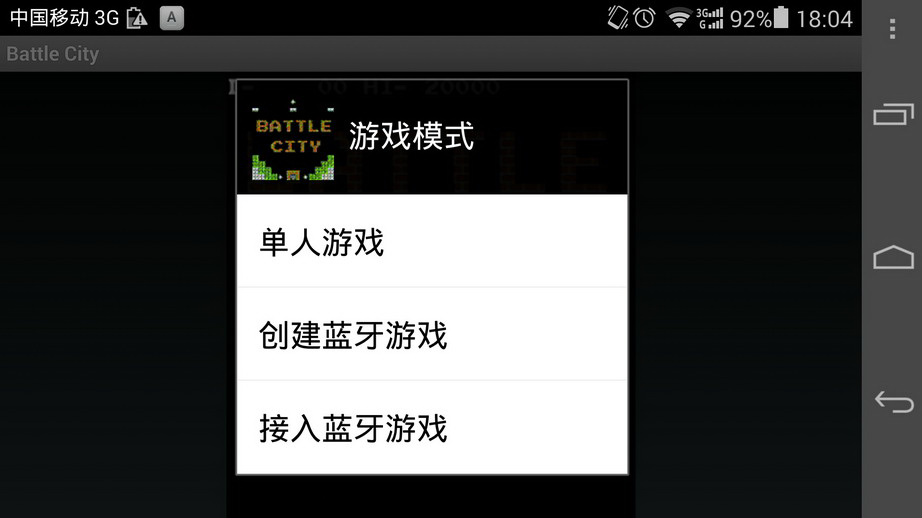 中国移动 3G A 3G G 92% 18:04
Battle City
I- 00 HI- 20000
BATTLE
CITY
游戏模式
单人游戏
创建蓝牙游戏
接入蓝牙游戏